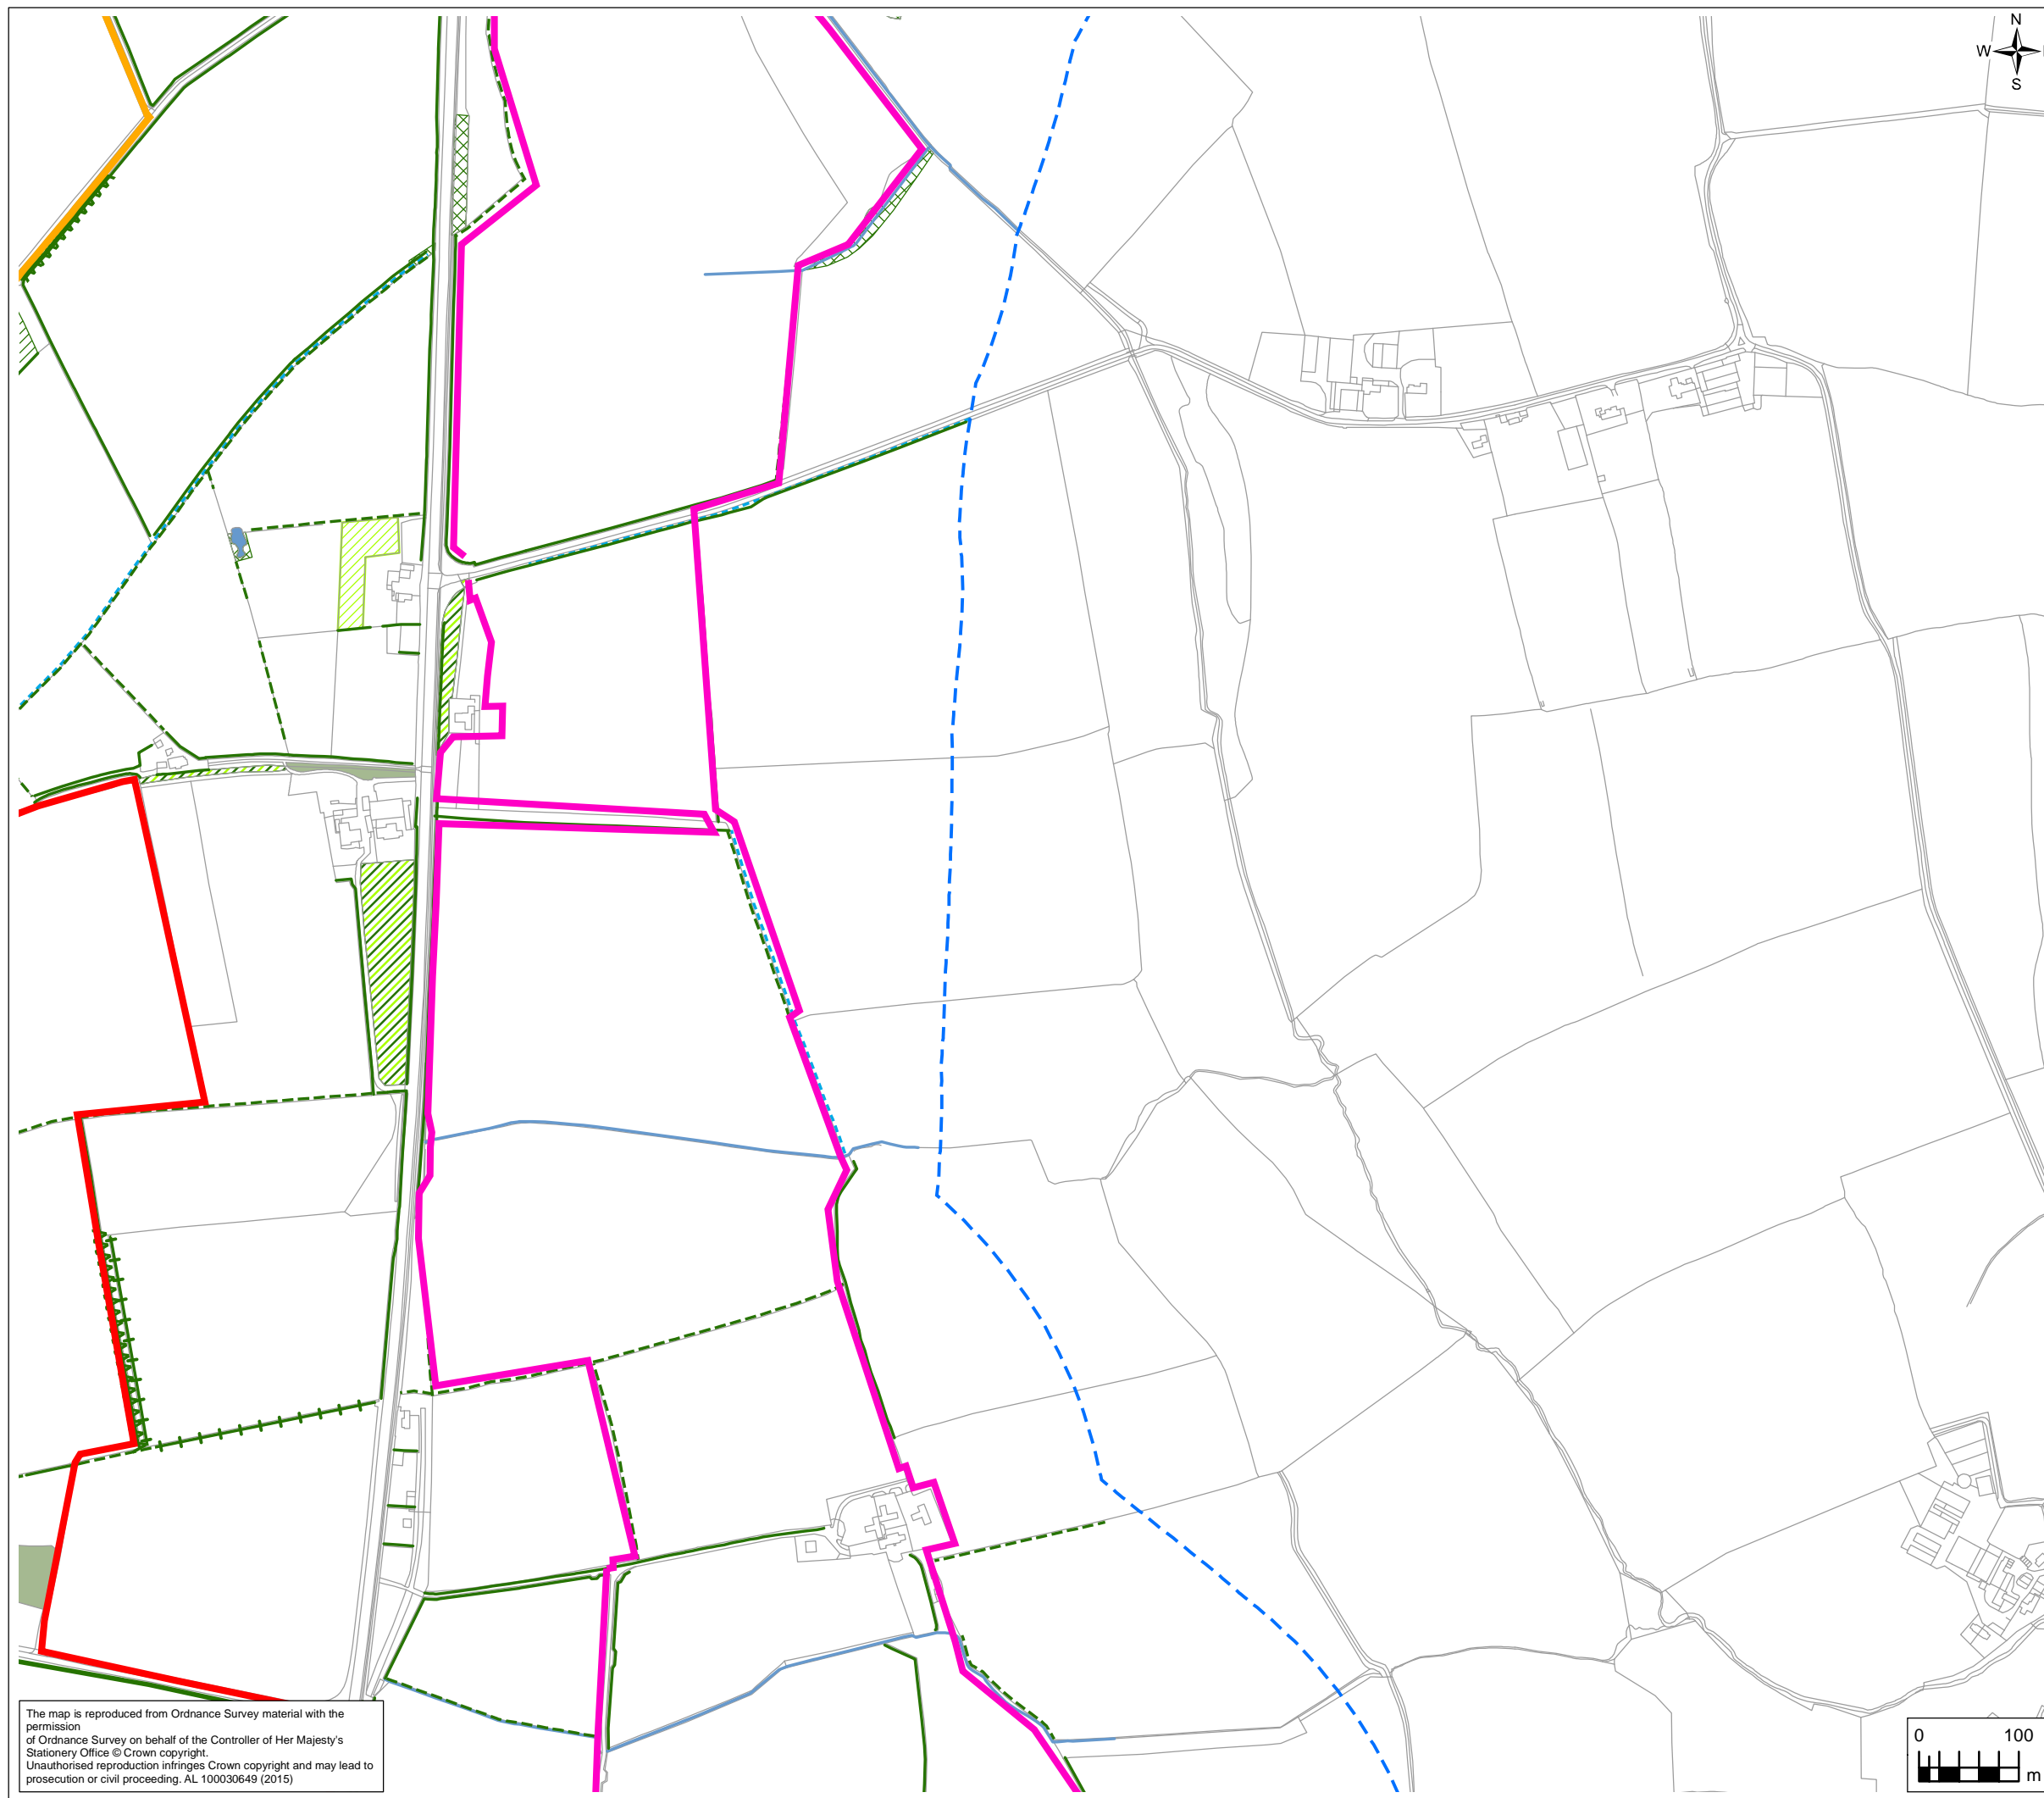 N
W
S
The map is reproduced from Ordnance Survey material with the
permission
of Ordnance Survey on behalf of the Controller of Her Majesty's
Stationery Office © Crown copyright.
Unauthorised reproduction infringes Crown copyright and may lead to
prosecution or civil proceeding. AL 100030649 (2015)
0 100
m